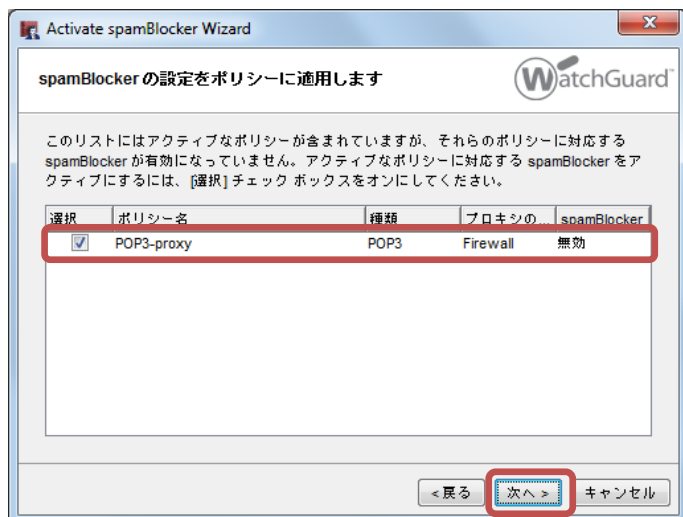 Activate spamBlocker Wizard
spamBlocker の設定をポリシーに適用します
WatchGuard
このリストにはアクティブなポリシーが含まれていますが、それらのポリシーに対応する
spamBlocker が有効になっていません。アクティブなポリシーに対応する spamBlocker をア
クティブにするには、[選択] チェック ボックスをオンにしてください。
選択 ポリシー名 種類 プロキシの... spamBlocker
POP3-proxy POP3 Firewall 無効
<戻る 次へ > キャンセル